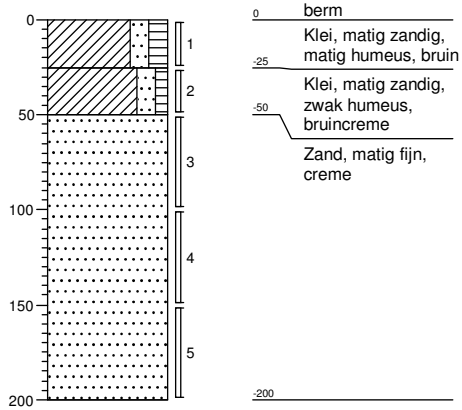 0
50
100
150
200
1
2
3
4
5
0
berm
Klei, matig zandig,
matig humeus, bruin
-25
Klei, matig zandig,
zwak humeus,
bruincreme
-50
Zand, matig fijn,
creme
-200